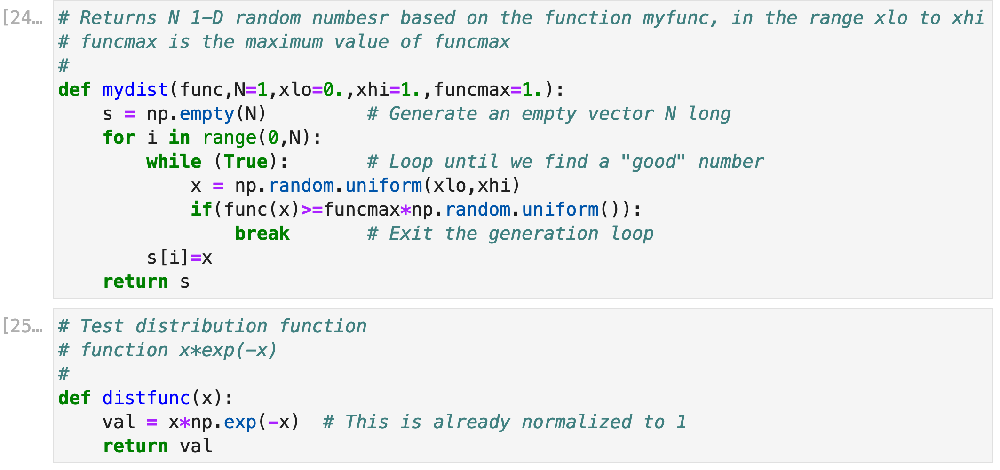 [24…
# Returns N 1-D random numbesr based on the function myfunc, in the range xlo to xhi
# funcmax is the maximum value of funcmax
#
def mydist(func,N=1,xlo=0.,xhi=1.,funcmax=1.):
    s = np.empty(N)         # Generate an empty vector N long
    for i in range(0,N):
        while (True):       # Loop until we find a "good" number
            x = np.random.uniform(xlo,xhi)
            if(func(x)>=funcmax*np.random.uniform()):
                break       # Exit the generation loop
        s[i]=x
    return s
[25…
# Test distribution function
# function x*exp(-x)
#
def distfunc(x):
    val = x*np.exp(-x)  # This is already normalized to 1
    return val